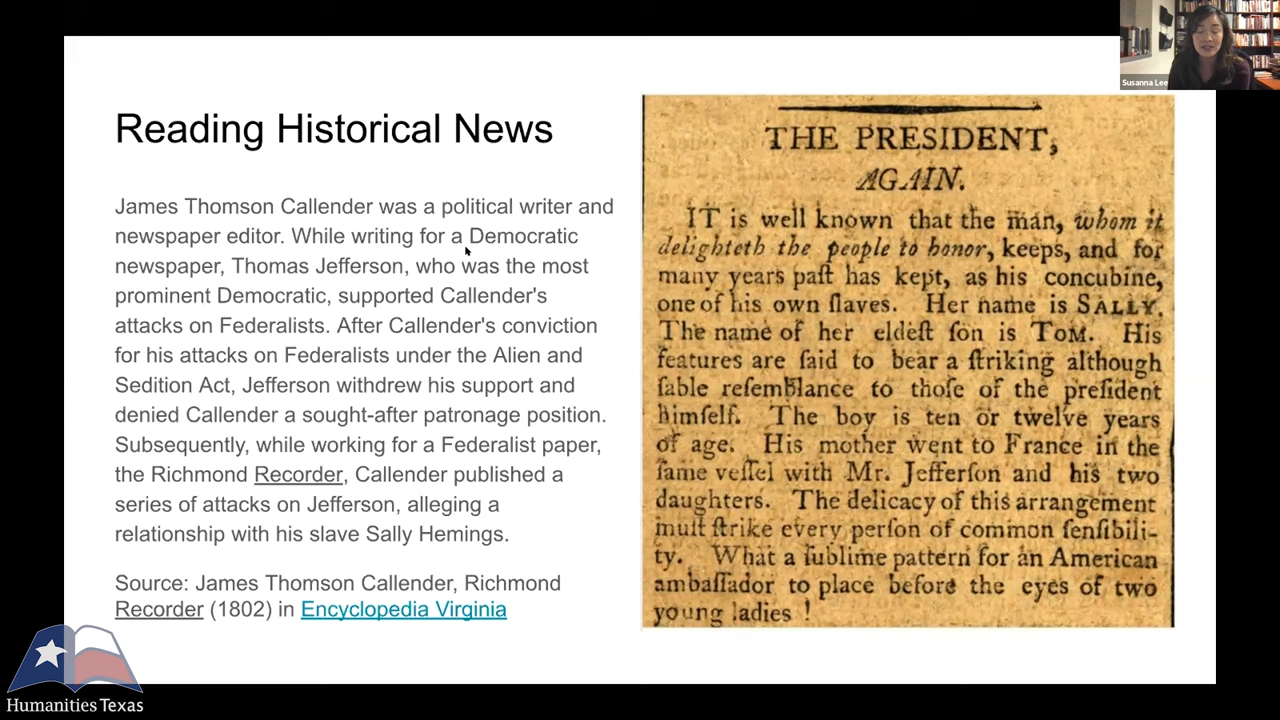 Susanna Lee
Reading Historical News
James Thomson Callender was a political writer and
newspaper editor. While writing for a Democratic
newspaper, Thomas Jefferson, who was the most
prominent Democratic, supported Callender's
attacks on Federalists. After Callender's conviction
for his attacks on Federalists under the Alien and
Sedition Act, Jefferson withdrew his support and
denied Callender a sought-after patronage position.
Subsequently, while working for a Federalist paper,
the Richmond Recorder, Callender published a
series of attacks on Jefferson, alleging a
relationship with his slave Sally Hemings.
Source: James Thomson Callender, Richmond
Recorder (1802) in Encyclopedia Virginia
THE PRESIDENT,
AGAIN.
IT is well known that the man, whom it
delighteth the people to honor, keeps, and for
many years paſt has kept, as his concubine,
one of his own ſlaves. Her name is SALLY.
The name of her eldeſt ſon is TOM. His
features are ſaid to bear a ſtriking although
ſable reſemblance to thoſe of the preſident
himſelf. The boy is ten or twelve years
of age. His mother went to France in the
ſame veſſel with Mr. Jefferſon and his two
daughters. The delicacy of this arrangement
muſt ſtrike every perſon of common ſenſibili-
ty. What a ſublime pattern for an American
ambaſſador to place before the eyes of two
young ladies !
Humanities Texas